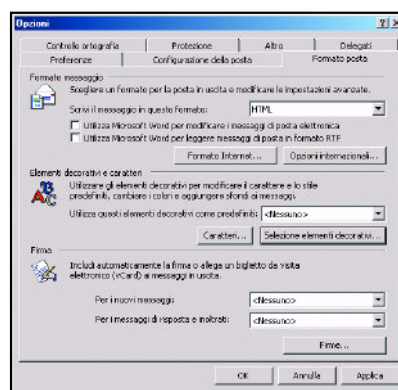 Opzioni
Controllo ortografia Protezione Altro Delegati
Preferenze Configurazione della posta Formato posta
Formato messaggio
Scegliere un formato per la posta in uscita e modificare le impostazioni avanzate.
Scrivi il messaggio in questo formato: HTML
Utilizza Microsoft Word per modificare i messaggi di posta elettronica
Utilizza Microsoft Word per leggere messaggi di posta in formato RTF
Formato Internet... Opzioni internazionali...
Elementi decorativi e caratteri
Utilizzare gli elementi decorativi per modificare il carattere e lo stile
predefiniti, cambiare i colori e aggiungere sfondi ai messaggi.
Utilizza questi elementi decorativi come predefiniti: <Nessuno>
Caratteri... Selezione elementi decorativi...
Firma
Includi automaticamente la firma o allega un biglietto da visita
elettronico (vCard) ai messaggi in uscita.
Per i nuovi messaggi: <Nessuno>
Per i messaggi di risposta e inoltrati: <Nessuno>
Firme...
OK Annulla Applica